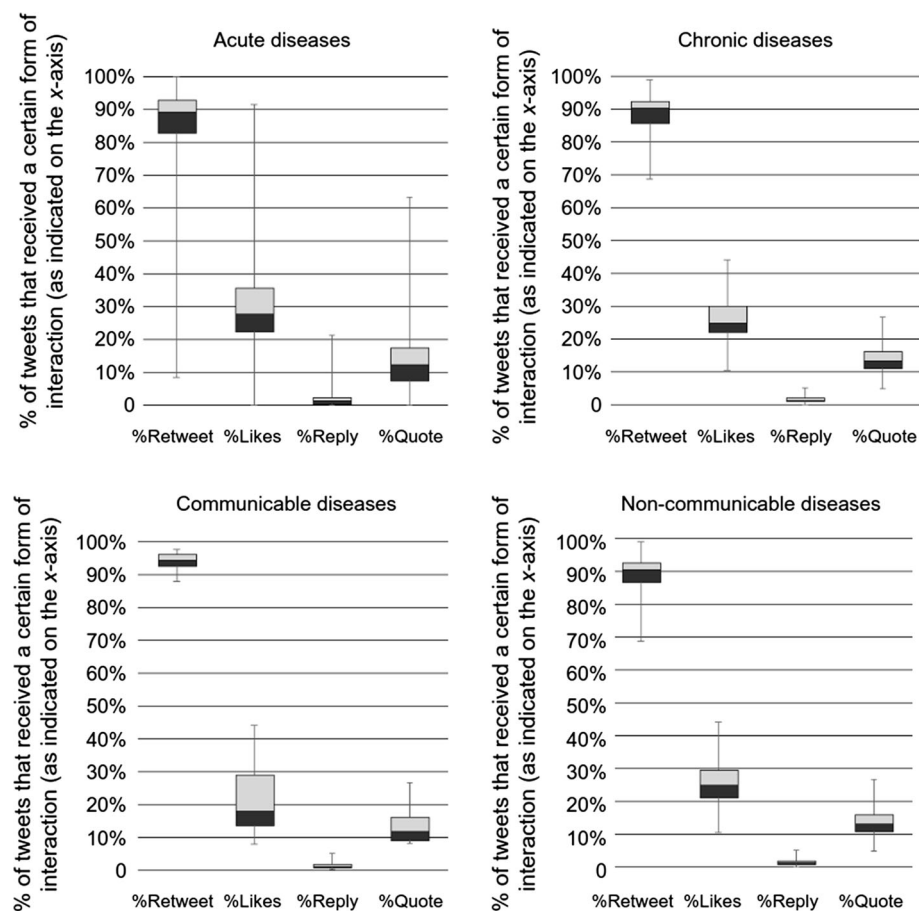 Acute diseases
% of tweets that received a certain form of
interaction (as indicated on the x-axis)
100%
90%
80%
70%
60%
50%
40%
30%
20%
10%
0
%Retweet %Likes %Reply %Quote
Chronic diseases
% of tweets that received a certain form of
interaction (as indicated on the x-axis)
100%
90%
80%
70%
60%
50%
40%
30%
20%
10%
0
%Retweet %Likes %Reply %Quote
Communicable diseases
% of tweets that received a certain form of
interaction (as indicated on the x-axis)
100%
90%
80%
70%
60%
50%
40%
30%
20%
10%
0
%Retweet %Likes %Reply %Quote
Non-communicable diseases
% of tweets that received a certain form of
interaction (as indicated on the x-axis)
100%
90%
80%
70%
60%
50%
40%
30%
20%
10%
0
%Retweet %Likes %Reply %Quote